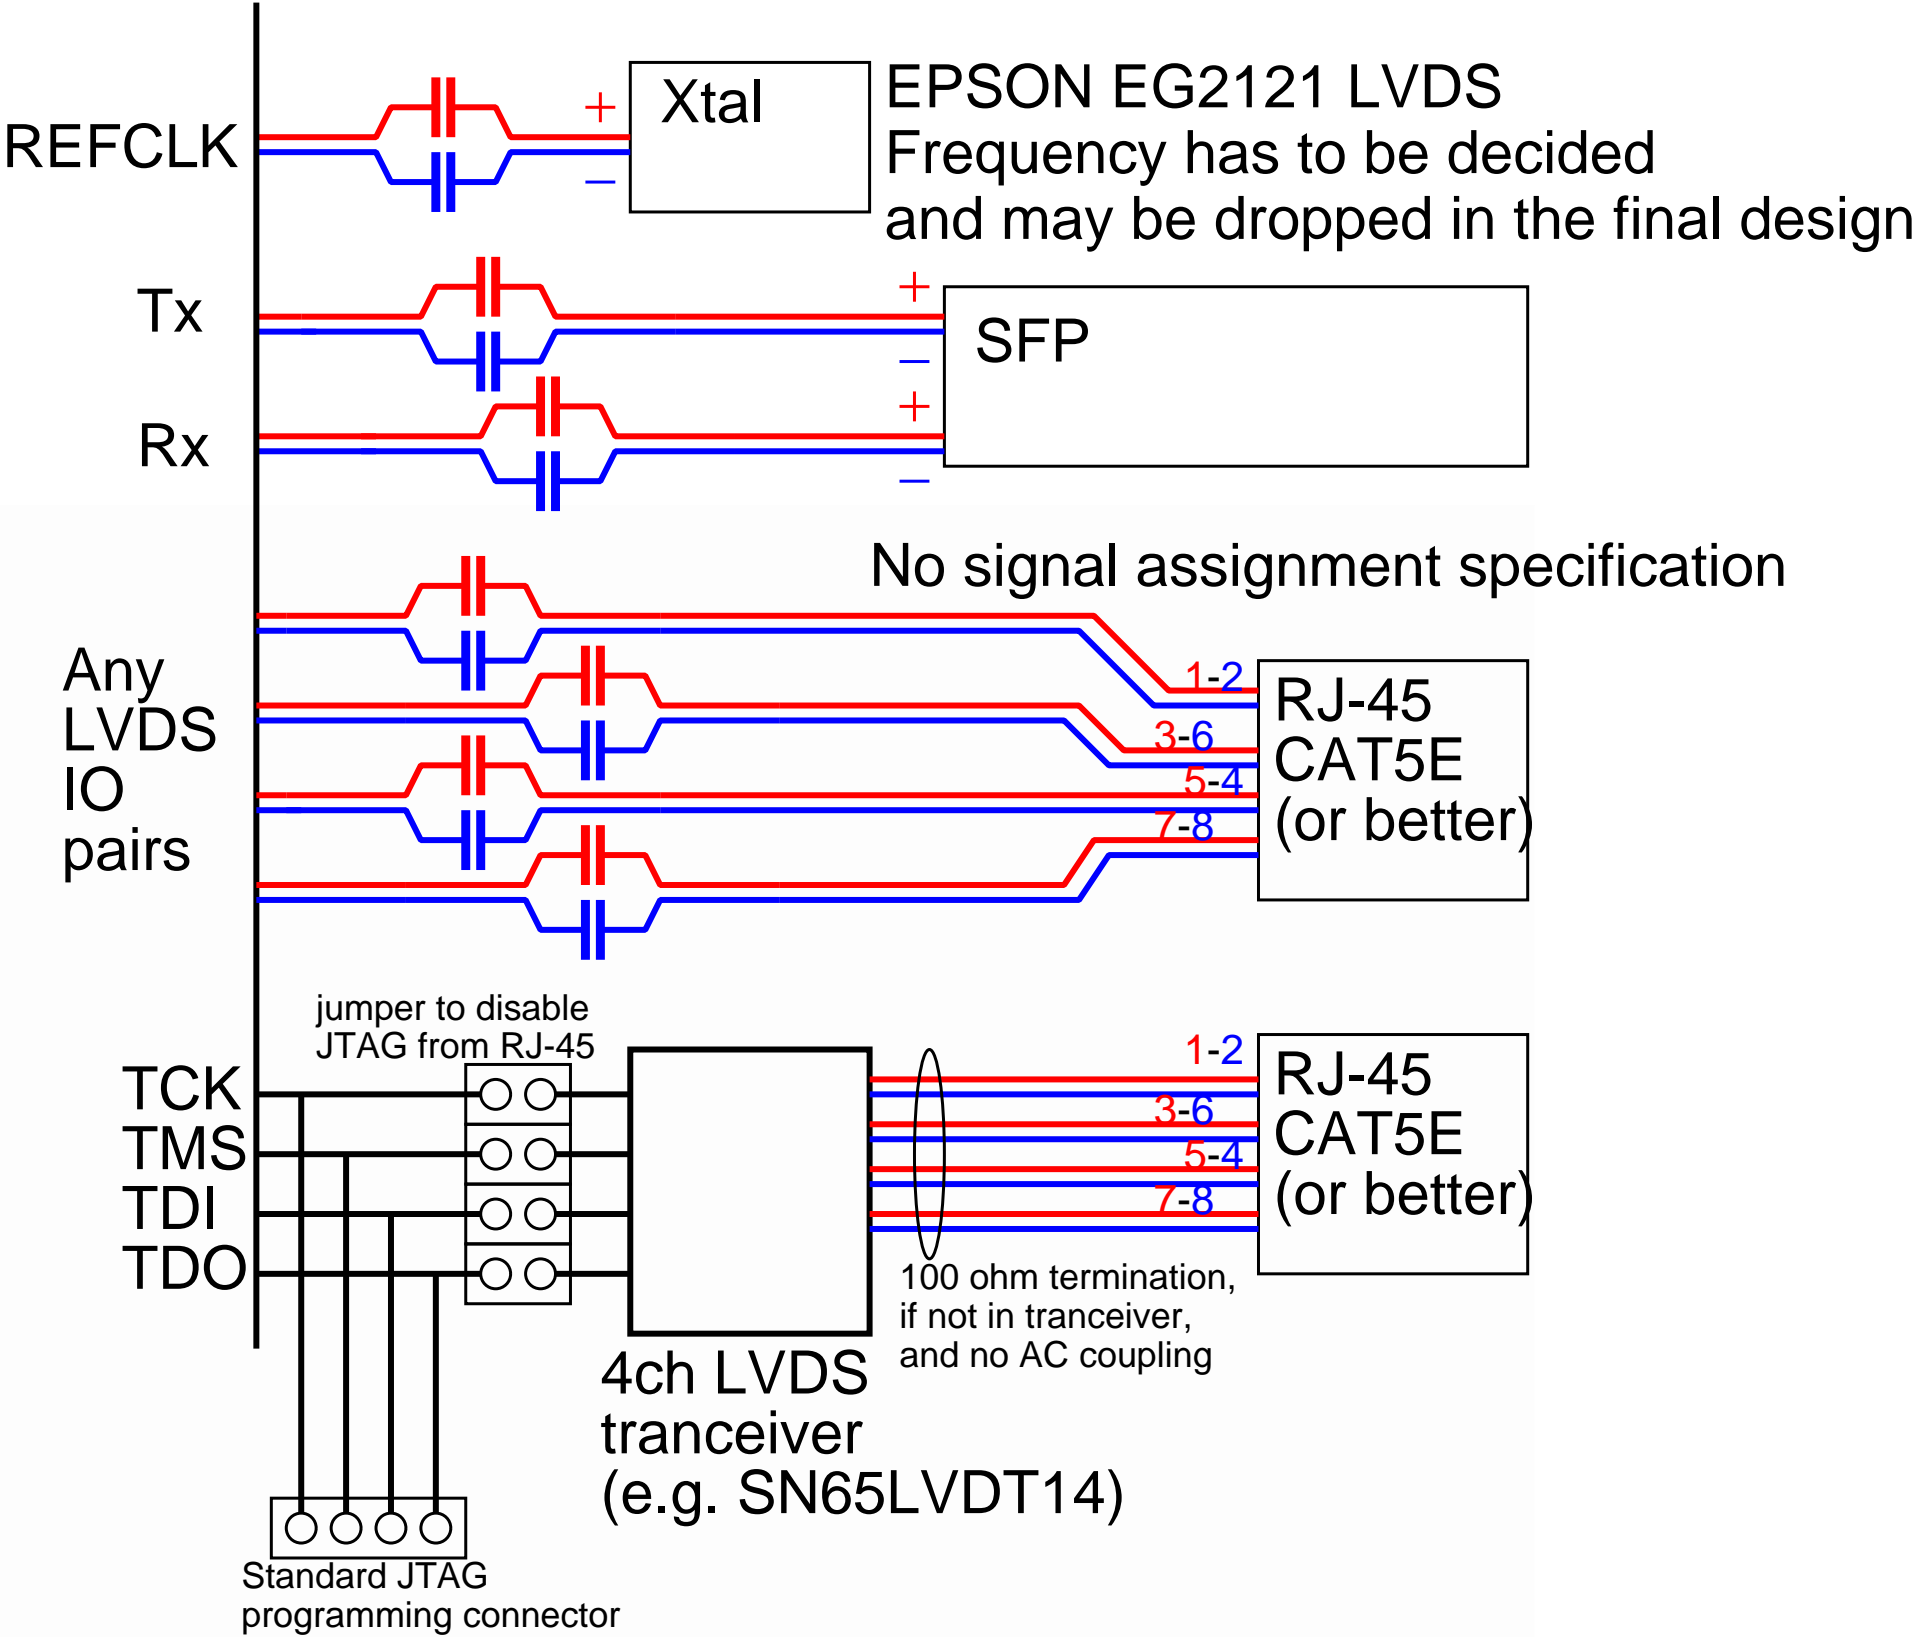 REFCLK
+
−
Xtal
EPSON EG2121 LVDS
Frequency has to be decided
and may be dropped in the final design
Tx
+
−
SFP
Rx
+
−
No signal assignment specification
Any
LVDS
IO
pairs
1-2
3-6
5-4
7-8
RJ-45
CAT5E
(or better)
jumper to disable
JTAG from RJ-45
TCK
TMS
TDI
TDO
1-2
3-6
5-4
7-8
RJ-45
CAT5E
(or better)
100 ohm termination,
if not in tranceiver,
and no AC coupling
4ch LVDS
tranceiver
(e.g. SN65LVDT14)
Standard JTAG
programming connector